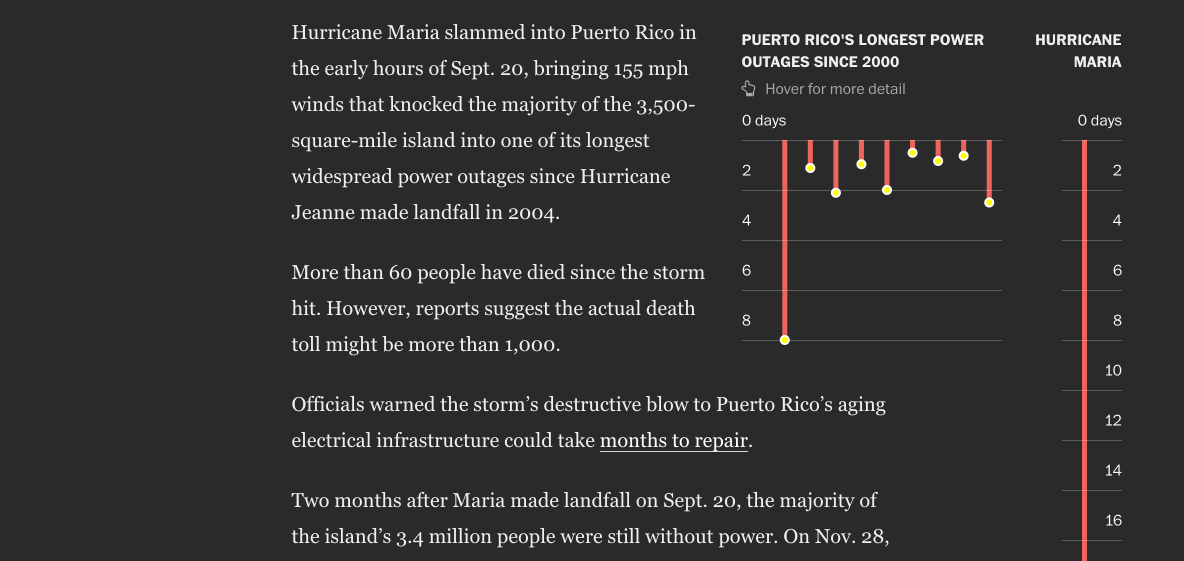 Hurricane Maria slammed into Puerto Rico in
the early hours of Sept. 20, bringing 155 mph
winds that knocked the majority of the 3,500-
square-mile island into one of its longest
widespread power outages since Hurricane
Jeanne made landfall in 2004.
More than 60 people have died since the storm
hit. However, reports suggest the actual death
toll might be more than 1,000.
Officials warned the storm’s destructive blow to Puerto Rico’s aging
electrical infrastructure could take months to repair.
Two months after Maria made landfall on Sept. 20, the majority of
the island’s 3.4 million people were still without power. On Nov. 28,
PUERTO RICO'S LONGEST POWER
OUTAGES SINCE 2000
Hover for more detail
0 days
2
4
6
8
HURRICANE
MARIA
0 days
2
4
6
8
10
12
14
16